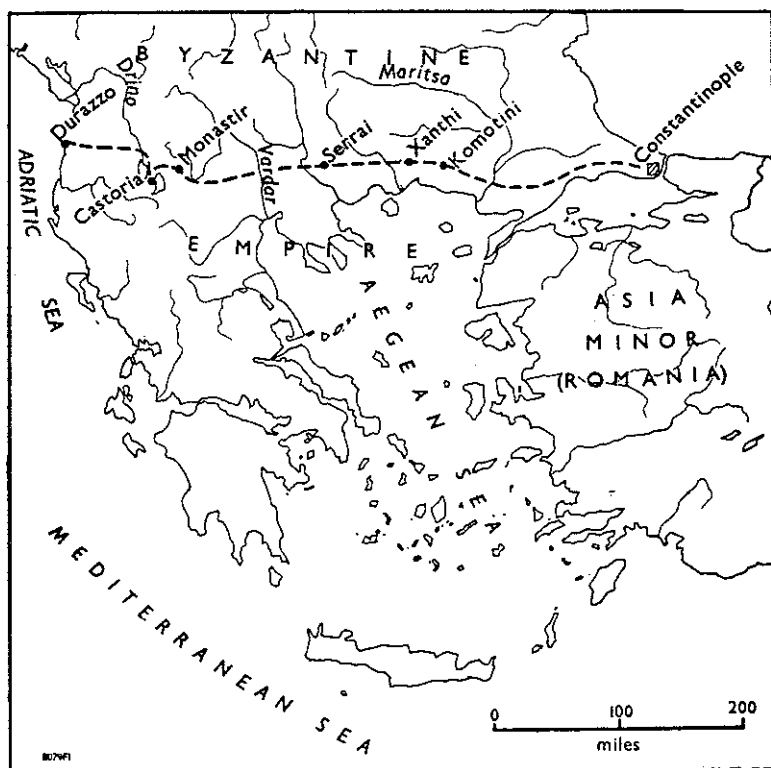 BYZANTINE
Drino
Maritsa
Durazzo
Monastir
Vardar
Serrai
Xanthi
Komotini
Constantinople
ADRIATIC
SEA
Castoria
EMPIRE
AEGEAN SEA
ASIA
MINOR
(ROMANIA)
MEDITERRANEAN SEA
0 100 200
miles
8079F1